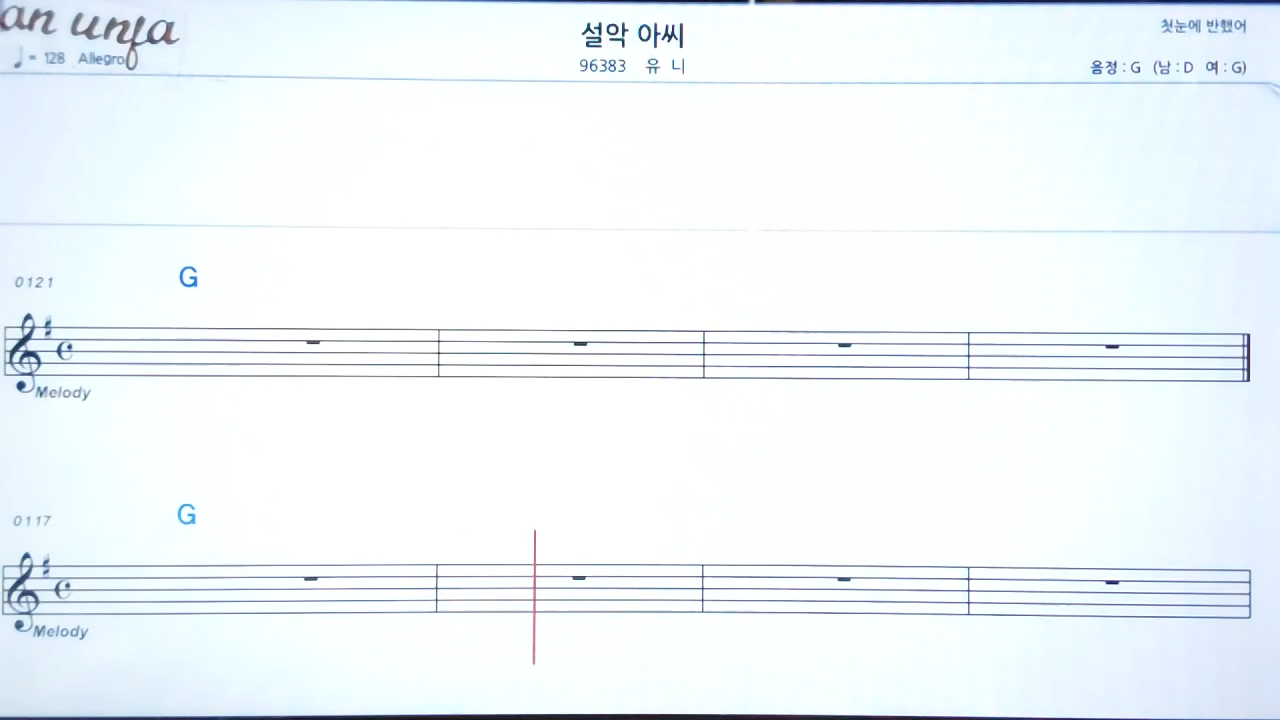 an unja
♩ = 128 Allegro
설악 아씨
96383 유 니
첫눈에 반했어
음정 : G (남 : D 여 : G)
0121
G
Melody
0117
G
Melody